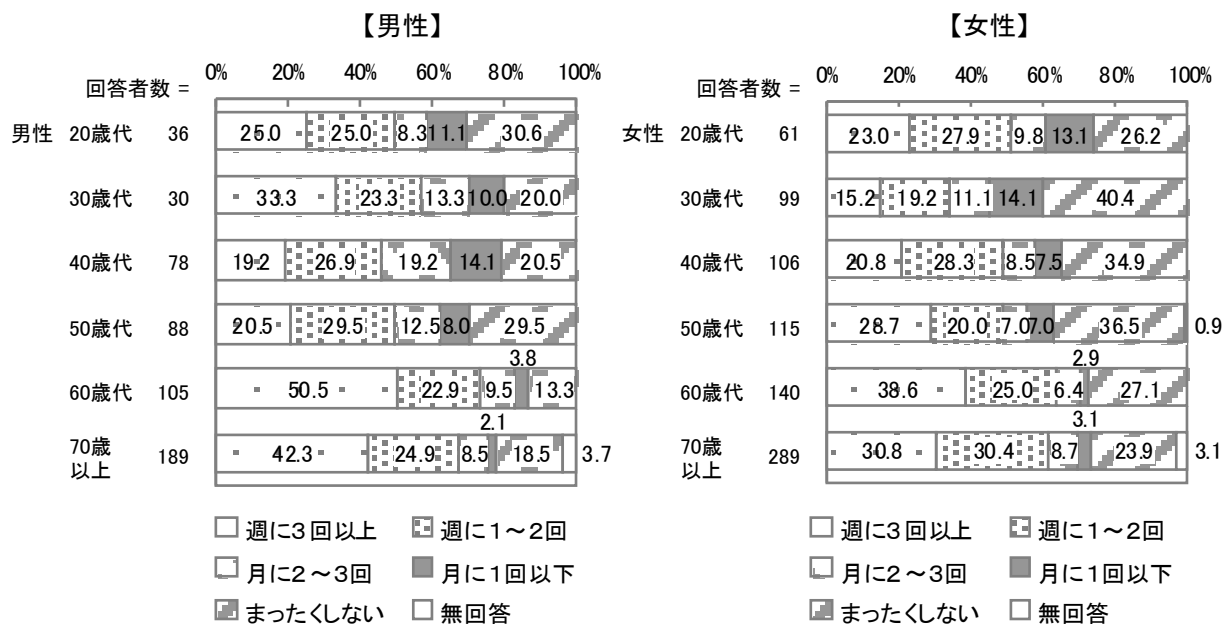 【男性】
0% 20% 40% 60% 80% 100%
回答者数 =
男性 20歳代 36 25.0 25.0 8.3 11.1 30.6
30歳代 30 33.3 23.3 13.3 10.0 20.0
40歳代 78 19.2 26.9 19.2 14.1 20.5
50歳代 88 20.5 29.5 12.5 8.0 29.5
3.8
60歳代 105 50.5 22.9 9.5 13.3
2.1
70歳
以上 189 42.3 24.9 8.5 18.5 3.7
週に3回以上 週に1~2回
月に2~3回 月に1回以下
まったくしない 無回答
【女性】
0% 20% 40% 60% 80% 100%
回答者数 =
女性 20歳代 61 23.0 27.9 9.8 13.1 26.2
30歳代 99 15.2 19.2 11.1 14.1 40.4
40歳代 106 20.8 28.3 8.5 7.5 34.9
50歳代 115 28.7 20.0 7.0 7.0 36.5 0.9
2.9
60歳代 140 38.6 25.0 6.4 27.1
3.1
70歳
以上 289 30.8 30.4 8.7 23.9 3.1
週に3回以上 週に1~2回
月に2~3回 月に1回以下
まったくしない 無回答